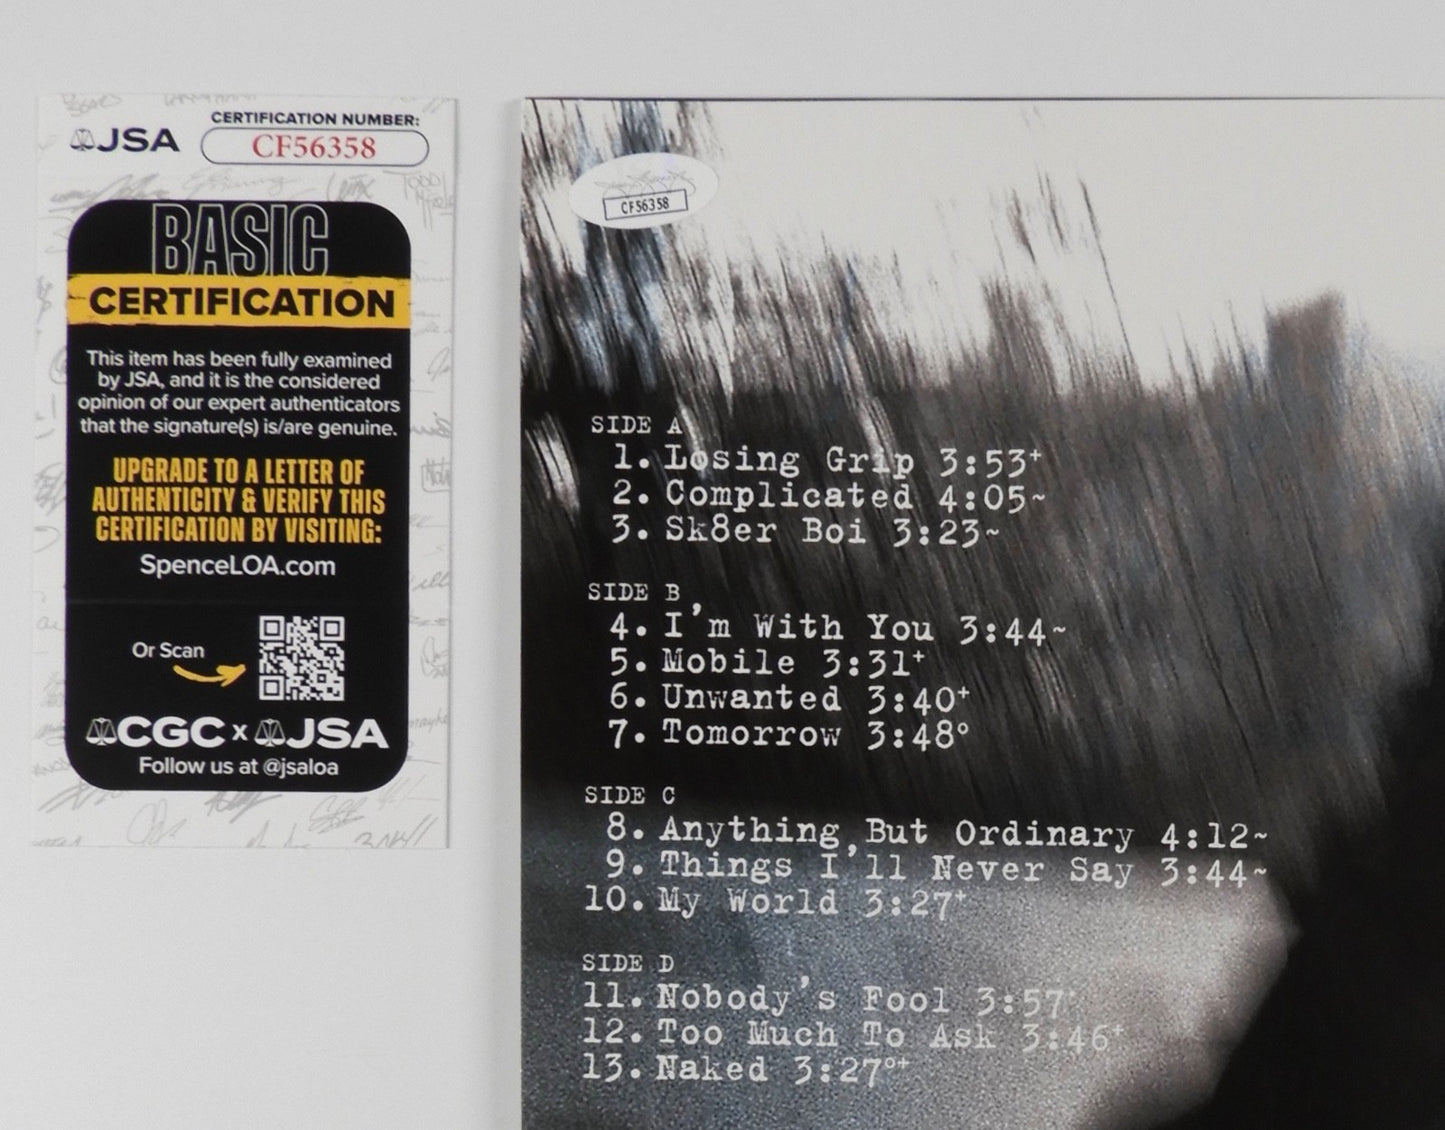 JSA
CERTIFICATION NUMBER:
CF56358
BASIC
CERTIFICATION
This item has been fully examined
by JSA, and it is the considered
opinion of our expert authenticators
that the signature(s) is/are genuine.
UPGRADE TO A LETTER OF
AUTHENTICITY & VERIFY THIS
CERTIFICATION BY VISITING:
SpenceLOA.com
Or Scan
CGC x JSA
Follow us at @jsaloa
CF56358
SIDE A
1. Losing Grip 3:53+
2. Complicated 4:05~
3. Sk8er Boi 3:23~
SIDE B
4. I'm With You 3:44~
5. Mobile 3:31+
6. Unwanted 3:40+
7. Tomorrow 3:48°
SIDE C
8. Anything But Ordinary 4:12~
9. Things I'll Never Say 3:44~
10. My World 3:27+
SIDE D
11. Nobody's Fool 3:57
12. Too Much To Ask 3:46+
13. Naked 3:27°+